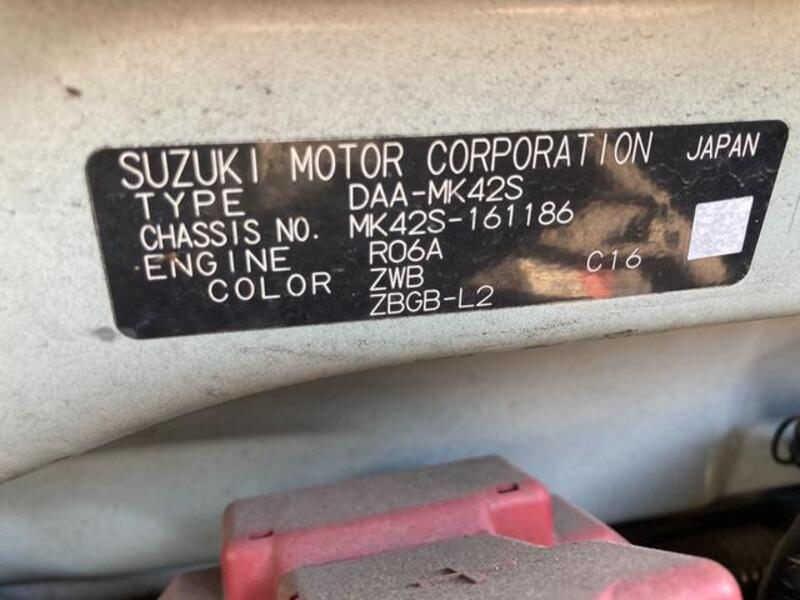 SUZUKI MOTOR CORPORATION JAPAN
TYPE DAA-MK42S
CHASSIS NO. MK42S-161186
ENGINE R06A
COLOR ZWB C16
ZBGB-L2